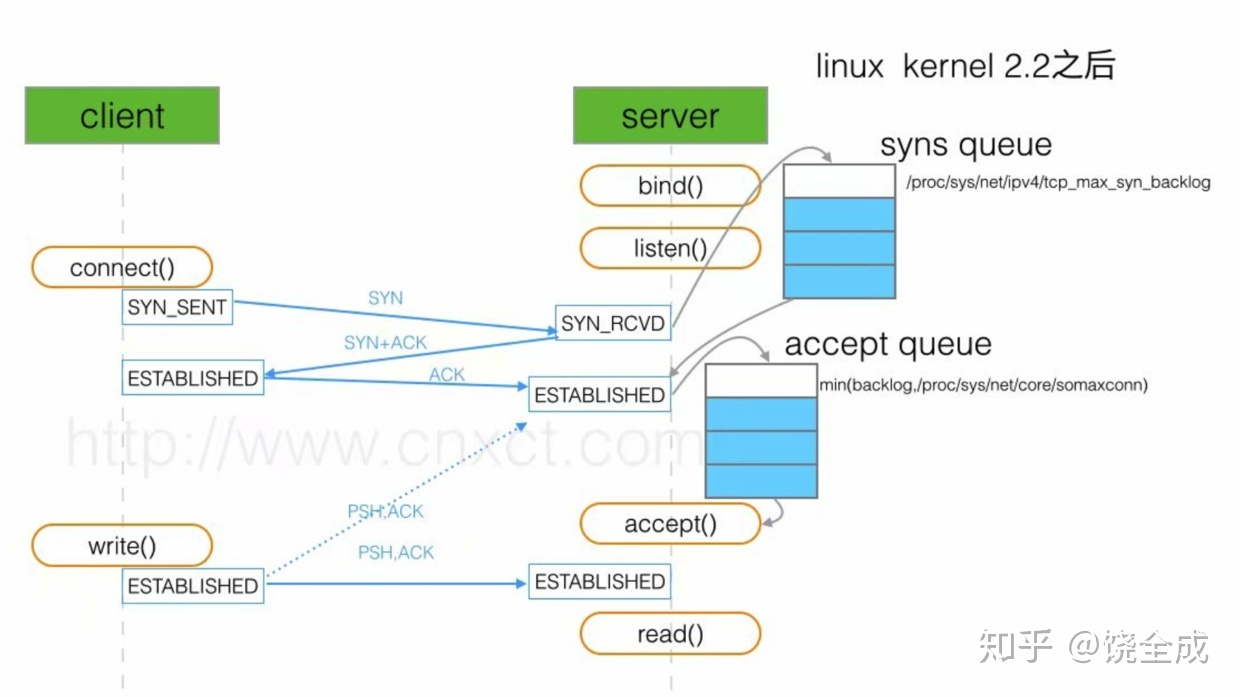 linux kernel 2.2之后
client
server
syns queue
bind()
/proc/sys/net/ipv4/tcp_max_syn_backlog
listen()
connect()
SYN_SENT
SYN
SYN_RCVD
SYN+ACK
accept queue
ESTABLISHED
ACK
ESTABLISHED
min(backlog,/proc/sys/net/core/somaxconn)
http://www.cnxct.com
PSH,ACK
accept()
write()
PSH,ACK
ESTABLISHED
ESTABLISHED
read()
知乎 @饶全成